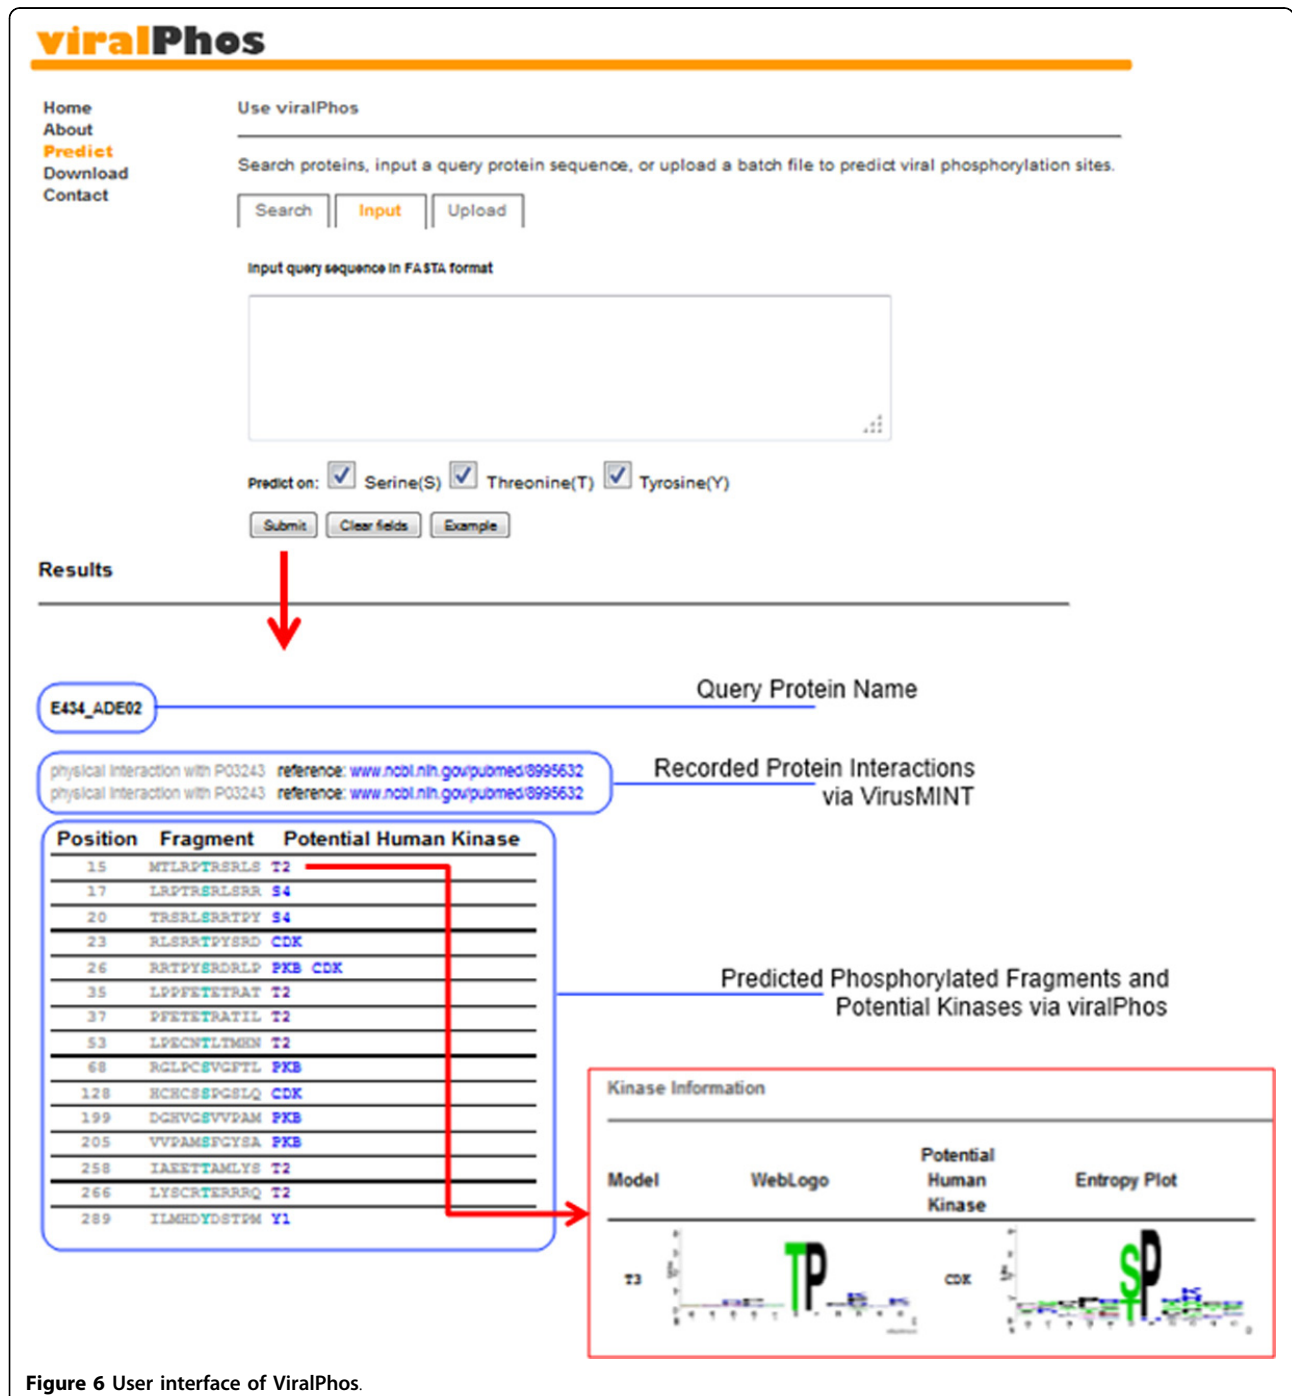 viralPhos
Home
About
Predict
Download
Contact
Use viralPhos
Search proteins, input a query protein sequence, or upload a batch file to predict viral phosphorylation sites.
Search Input Upload
Input query sequence in FASTA format
Predict on: Serine(S) Threonine(T) Tyrosine(Y)
Submit Clear fields Example
Results
E434_ADE02
Query Protein Name
physical interaction with P03243 reference: www.ncbi.nih.gov/pubmed/8995632
physical interaction with P03243 reference: www.ncbi.nih.gov/pubmed/8995632
Recorded Protein Interactions
via VirusMINT
Position Fragment Potential Human Kinase
15 MTLRPTRSRLS T2
17 LRPTRSRLSRR S4
20 TRSRLSRRTPY S4
23 RLSRRTPYSRD CDK
26 RRTPYSRDRLP PKB CDK
35 LPPFETETRAT T2
37 PFETETRATIL T2
53 LPECNTLTMHN T2
68 RGLPCSVGFTL PKB
128 HCHCSSPGSLQ CDK
199 DGHVGSVVPAM PKB
205 VVPAMSFGYSA PKB
258 IAEETTAMLYS T2
266 LYSCRTERRRQ T2
289 ILMHDYDSTPM Y1
Predicted Phosphorylated Fragments and
Potential Kinases via viralPhos
Kinase Information
Model WebLogo Potential Human Kinase Entropy Plot
T3 TP CDK STP
Figure 6 User interface of ViralPhos.